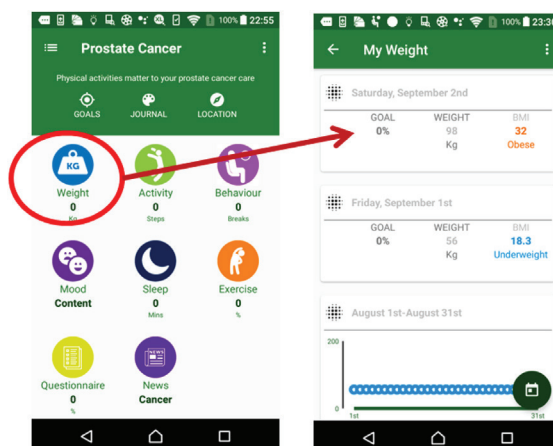 100% 22:55
Prostate Cancer
Physical activities matter to your prostate cancer care
GOALS JOURNAL LOCATION
KG
Weight Activity Behaviour
0 0 0
Kg Steps Breaks
Mood Sleep Exercise
Content 0 0
Mins %
NEWS
Questionnaire News
0 Cancer
%
100% 23:30
My Weight
Saturday, September 2nd
GOAL WEIGHT BMI
0% 98 32
Kg Obese
Friday, September 1st
GOAL WEIGHT BMI
0% 56 18.3
Kg Underweight
August 1st-August 31st
200
0
1st 31st